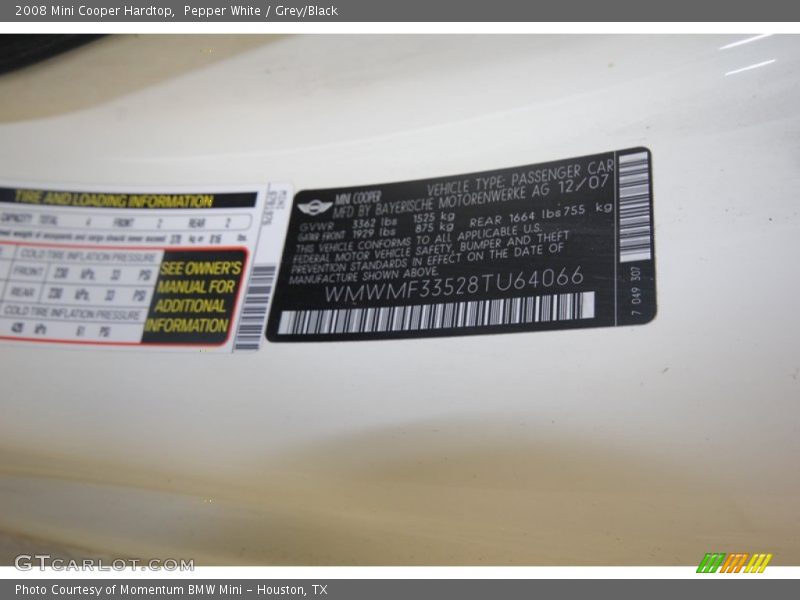 2008 Mini Cooper Hardtop,  Pepper White / Grey/Black
TIRE AND LOADING INFORMATION
CAPACITY TOTAL 4 FRONT 2 REAR 2
COLD TIRE INFLATION PRESSURE
FRONT 230 kPa, 33 PSI
REAR 230 kPa, 33 PSI
COLD TIRE INFLATION PRESSURE
420 kPa 61 PSI
SEE OWNER'S
MANUAL FOR
ADDITIONAL
INFORMATION
MINI COOPER VEHICLE TYPE: PASSENGER CAR
MFD BY BAYERISCHE MOTORENWERKE AG 12/07
GVWR 3362 lbs 1525 kg
GAWR FRONT 1929 lbs 875 kg REAR 1664 lbs 755 kg
THIS VEHICLE CONFORMS TO ALL APPLICABLE U.S.
FEDERAL MOTOR VEHICLE SAFETY, BUMPER AND THEFT
PREVENTION STANDARDS IN EFFECT ON THE DATE OF
MANUFACTURE SHOWN ABOVE.
WMWMF33528TU64066
7 049 307
GTCARLOT.COM
Photo Courtesy of Momentum BMW Mini - Houston, TX